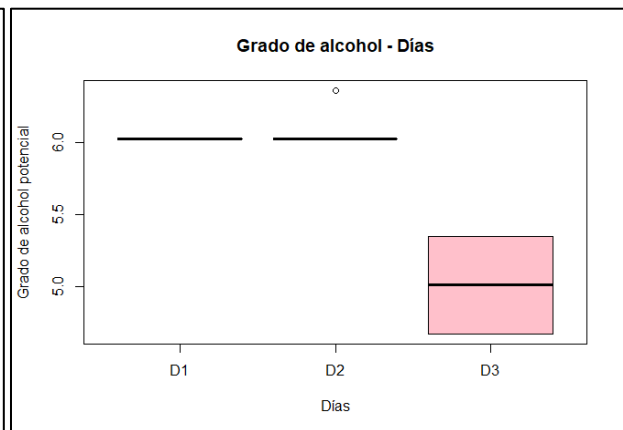 Grado de alcohol - Días
Grado de alcohol potencial
6.0
5.5
5.0
D1 D2 D3
Días